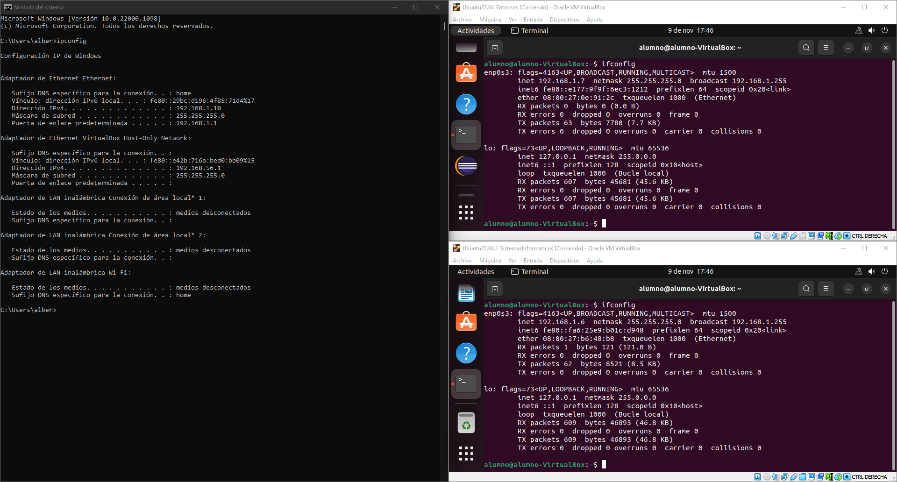 Símbolo del sistema
Microsoft Windows [Versión 10.0.22000.1098]
(c) Microsoft Corporation. Todos los derechos reservados.
C:\Users\alber>ipconfig
Configuración IP de Windows
Adaptador de Ethernet Ethernet:
Sufijo DNS específico para la conexión. . : home
Vínculo: dirección IPv6 local. . . : fe80::29bc:d196:4f85:71d4%17
Dirección IPv4. . . . . . . . . . . . . . : 192.168.1.10
Máscara de subred . . . . . . . . . . . . : 255.255.255.0
Puerta de enlace predeterminada . . . . . : 192.168.1.1
Adaptador de Ethernet VirtualBox Host-Only Network:
Sufijo DNS específico para la conexión. . :
Vínculo: dirección IPv6 local. . . : fe80::e42b:716a:bed0:bb09%15
Dirección IPv4. . . . . . . . . . . . . . : 192.168.56.1
Máscara de subred . . . . . . . . . . . . : 255.255.255.0
Puerta de enlace predeterminada . . . . . :
Adaptador de LAN inalámbrica Conexión de área local* 1:
Estado de los medios. . . . . . . . . . . : medios desconectados
Sufijo DNS específico para la conexión. . :
Adaptador de LAN inalámbrica Conexión de área local* 2:
Estado de los medios. . . . . . . . . . . : medios desconectados
Sufijo DNS específico para la conexión. . :
Adaptador de LAN inalámbrica Wi-Fi:
Estado de los medios. . . . . . . . . . . : medios desconectados
Sufijo DNS específico para la conexión. . : home
C:\Users\alber>
Ubuntu22.04 Entornos [Corriendo] - Oracle VM VirtualBox
Archivo Máquina Ver Entrada Dispositivos Ayuda
Actividades Terminal 9 de nov 17:46
alumno@alumno-VirtualBox: ~
alumno@alumno-VirtualBox:~$ ifconfig
enp0s3: flags=4163<UP,BROADCAST,RUNNING,MULTICAST> mtu 1500
inet 192.168.1.7 netmask 255.255.255.0 broadcast 192.168.1.255
inet6 fe80::e177:9f9f:6ec3:1212 prefixlen 64 scopeid 0x20<link>
ether 08:00:27:0e:91:2c txqueuelen 1000 (Ethernet)
RX packets 0 bytes 0 (0.0 B)
RX errors 0 dropped 0 overruns 0 frame 0
TX packets 63 bytes 7780 (7.7 KB)
TX errors 0 dropped 0 overruns 0 carrier 0 collisions 0
lo: flags=73<UP,LOOPBACK,RUNNING> mtu 65536
inet 127.0.0.1 netmask 255.0.0.0
inet6 ::1 prefixlen 128 scopeid 0x10<host>
loop txqueuelen 1000 (Bucle local)
RX packets 607 bytes 45681 (45.6 KB)
RX errors 0 dropped 0 overruns 0 frame 0
TX packets 607 bytes 45681 (45.6 KB)
TX errors 0 dropped 0 overruns 0 carrier 0 collisions 0
alumno@alumno-VirtualBox:~$
CTRL DERECHA
Ubuntu22.04.1 SistemasInformaticos [Corriendo] - Oracle VM VirtualBox
Archivo Máquina Ver Entrada Dispositivos Ayuda
Actividades Terminal 9 de nov 17:46
alumno@alumno-VirtualBox: ~
alumno@alumno-VirtualBox:~$ ifconfig
enp0s3: flags=4163<UP,BROADCAST,RUNNING,MULTICAST> mtu 1500
inet 192.168.1.6 netmask 255.255.255.0 broadcast 192.168.1.255
inet6 fe80::fa6:25e9:b01c:d948 prefixlen 64 scopeid 0x20<link>
ether 08:00:27:b6:48:b8 txqueuelen 1000 (Ethernet)
RX packets 1 bytes 121 (121.0 B)
RX errors 0 dropped 0 overruns 0 frame 0
TX packets 62 bytes 8521 (8.5 KB)
TX errors 0 dropped 0 overruns 0 carrier 0 collisions 0
lo: flags=73<UP,LOOPBACK,RUNNING> mtu 65536
inet 127.0.0.1 netmask 255.0.0.0
inet6 ::1 prefixlen 128 scopeid 0x10<host>
loop txqueuelen 1000 (Bucle local)
RX packets 609 bytes 46893 (46.8 KB)
RX errors 0 dropped 0 overruns 0 frame 0
TX packets 609 bytes 46893 (46.8 KB)
TX errors 0 dropped 0 overruns 0 carrier 0 collisions 0
alumno@alumno-VirtualBox:~$
CTRL DERECHA